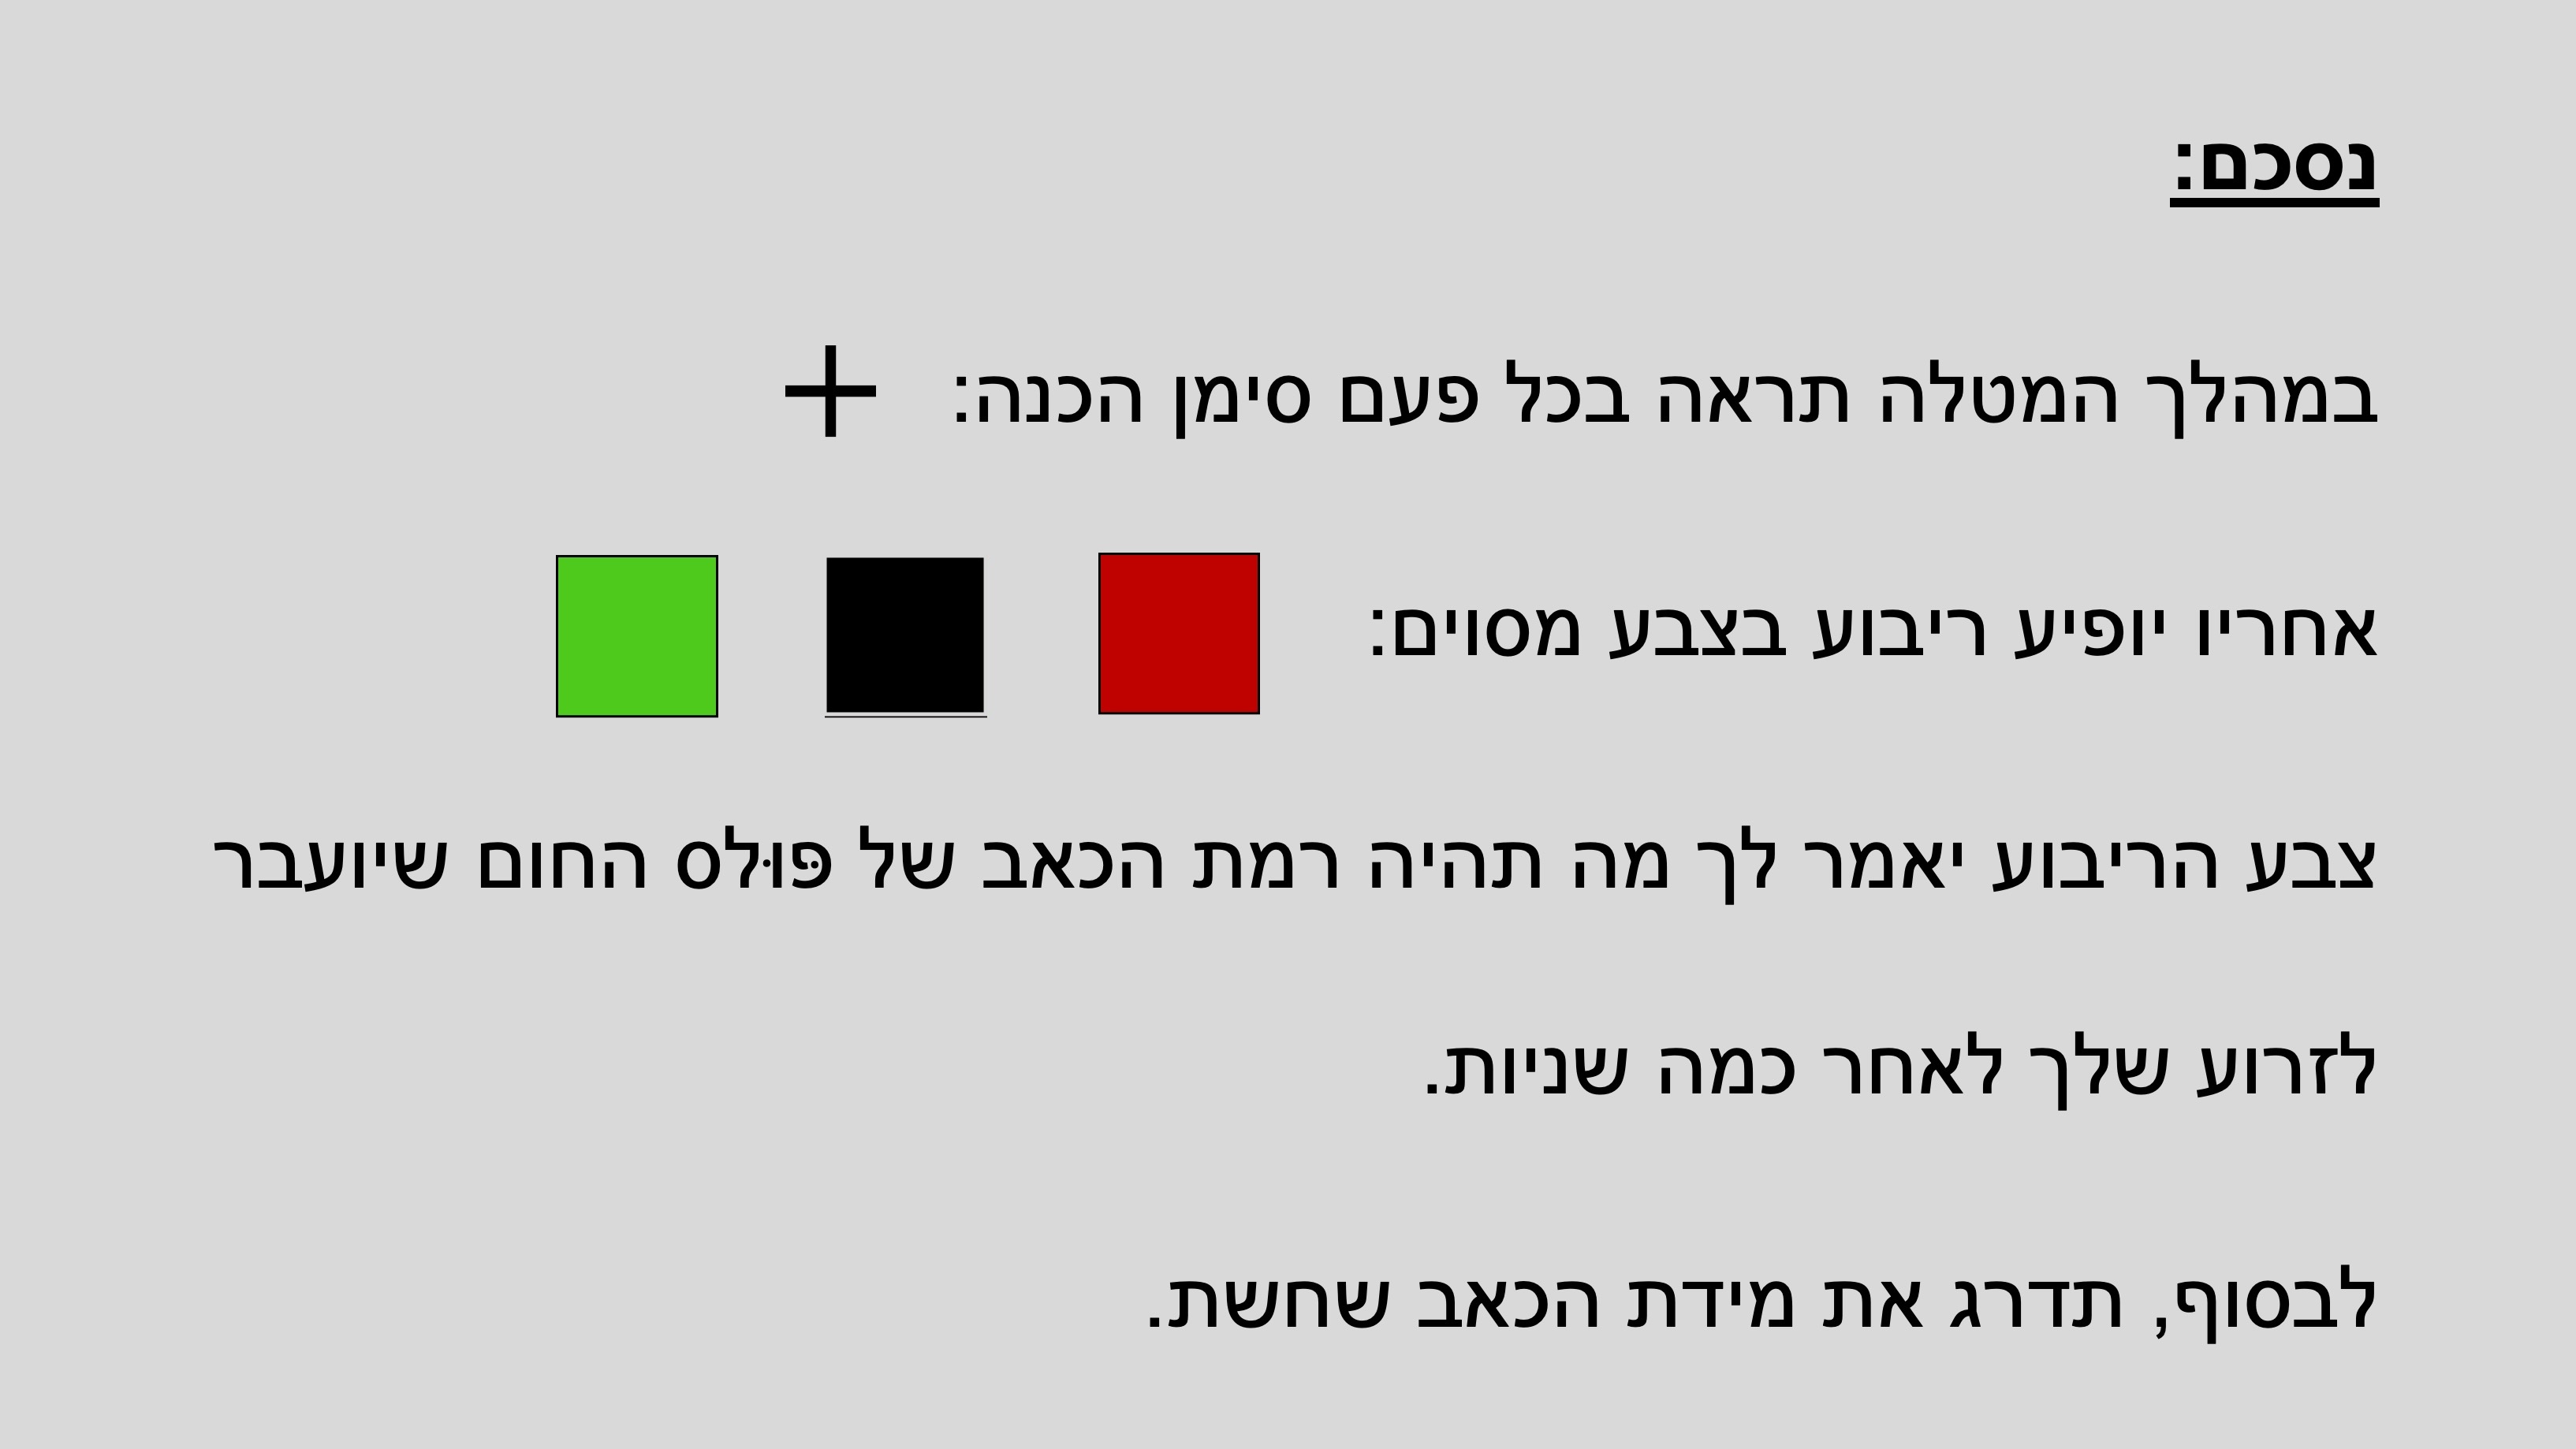 נסכם:
במהלך המטלה תראה בכל פעם סימן הכנה: +
אחריו יופיע ריבוע בצבע מסוים:
צבע הריבוע יאמר לך מה תהיה רמת הכאב של פּוּלס החום שיועבר
לזרוע שלך לאחר כמה שניות.
לבסוף, תדרג את מידת הכאב שחשת.